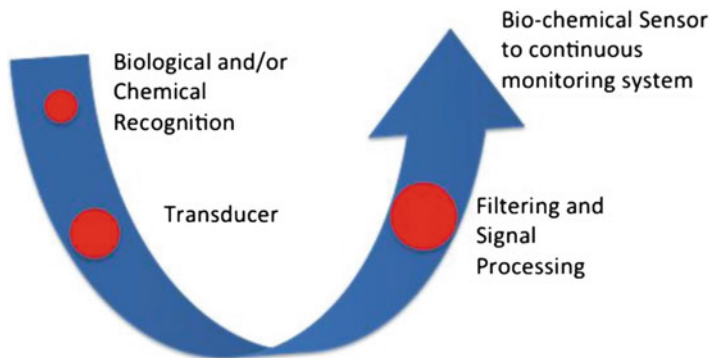 Biological and/or
Chemical
Recognition
Transducer
Bio-chemical Sensor
to continuous
monitoring system
Filtering and
Signal
Processing